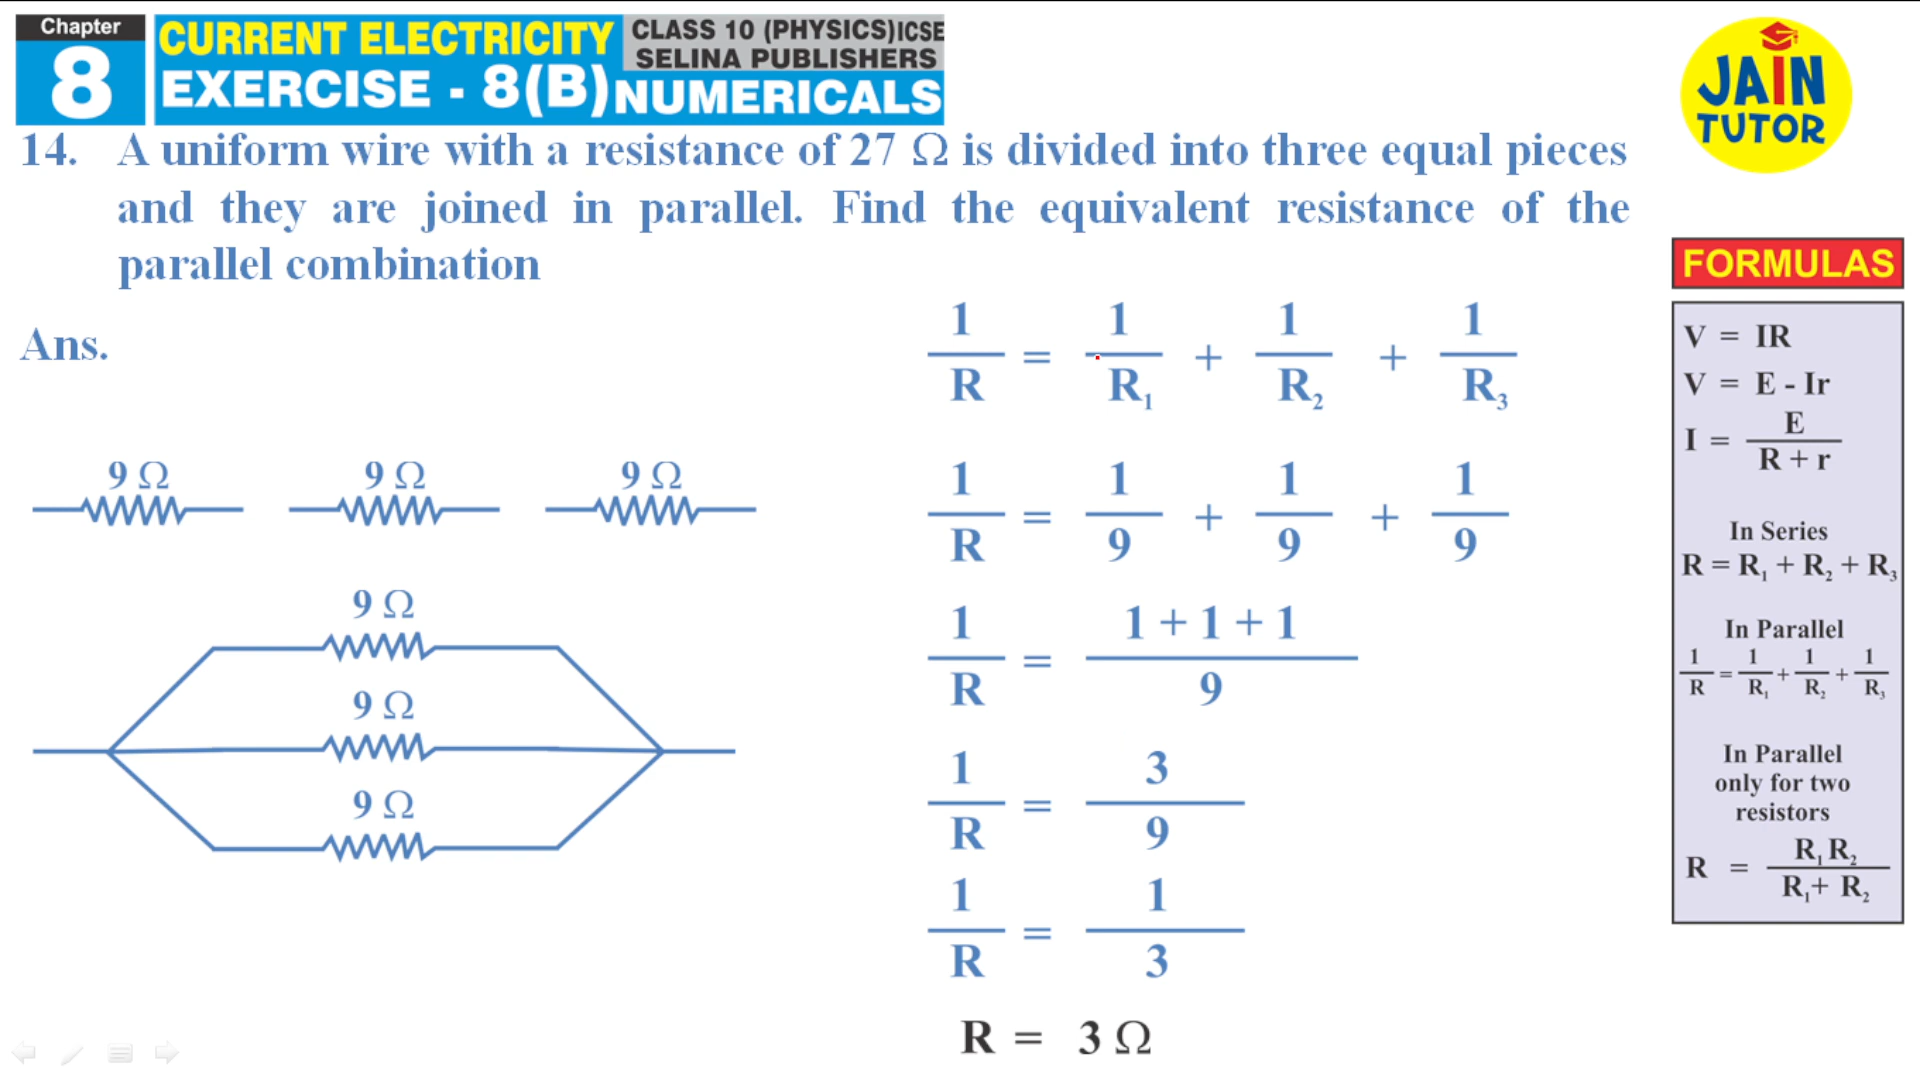 Chapter
8
CURRENT ELECTRICITY
CLASS 10 (PHYSICS)ICSE
SELINA PUBLISHERS
EXERCISE - 8(B) NUMERICALS
JAIN
TUTOR
14. A uniform wire with a resistance of 27 Ω is divided into three equal pieces
and they are joined in parallel. Find the equivalent resistance of the
parallel combination
Ans.
9 Ω 9 Ω 9 Ω
9 Ω
9 Ω
9 Ω
1/R = 1/R₁ + 1/R₂ + 1/R₃
1/R = 1/9 + 1/9 + 1/9
1/R = 1 + 1 + 1/9
1/R = 3/9
1/R = 1/3
R = 3 Ω
FORMULAS
V = IR
V = E - Ir
I = E/R + r
In Series
R = R₁ + R₂ + R₃
In Parallel
1/R = 1/R₁ + 1/R₂ + 1/R₃
In Parallel
only for two
resistors
R = R₁ R₂/R₁+ R₂